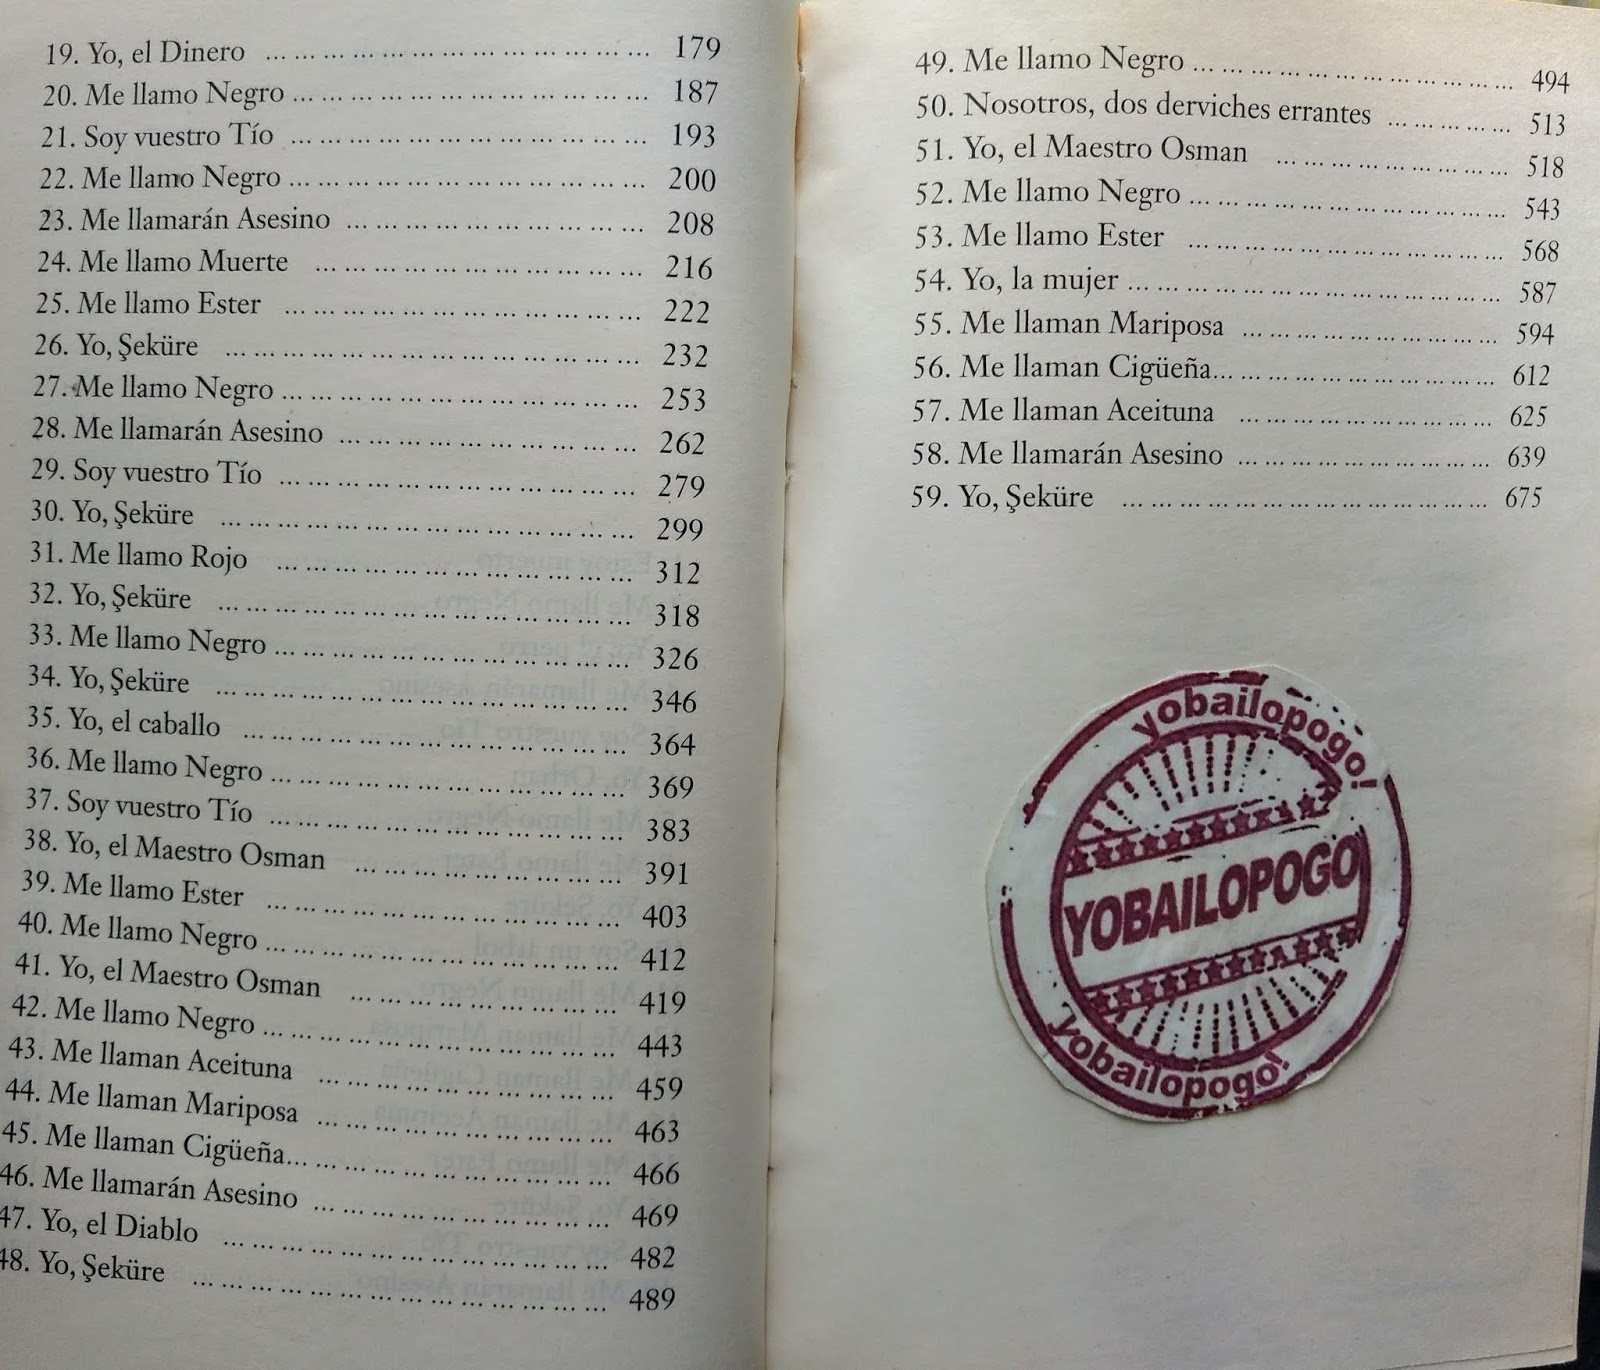 19. Yo, el Dinero ... ... ... ... ... ... ... ... ... ... ... ... ... ... 179
20. Me llamo Negro ... ... ... ... ... ... ... ... ... ... ... ... ... 187
21. Soy vuestro Tío ... ... ... ... ... ... ... ... ... ... ... ... ... 193
22. Me llamo Negro ... ... ... ... ... ... ... ... ... ... ... ... ... 200
23. Me llamarán Asesino ... ... ... ... ... ... ... ... ... ... ... 208
24. Me llamo Muerte ... ... ... ... ... ... ... ... ... ... ... ... 216
25. Me llamo Ester ... ... ... ... ... ... ... ... ... ... ... ... ... 222
26. Yo, Şeküre ... ... ... ... ... ... ... ... ... ... ... ... ... ... ... 232
27. Me llamo Negro ... ... ... ... ... ... ... ... ... ... ... ... ... 253
28. Me llamarán Asesino ... ... ... ... ... ... ... ... ... ... ... 262
29. Soy vuestro Tío ... ... ... ... ... ... ... ... ... ... ... ... ... 279
30. Yo, Şeküre ... ... ... ... ... ... ... ... ... ... ... ... ... ... ... 299
31. Me llamo Rojo ... ... ... ... ... ... ... ... ... ... ... ... ... 312
32. Yo, Şeküre ... ... ... ... ... ... ... ... ... ... ... ... ... ... ... 318
33. Me llamo Negro ... ... ... ... ... ... ... ... ... ... ... ... ... 326
34. Yo, Şeküre ... ... ... ... ... ... ... ... ... ... ... ... ... ... ... 346
35. Yo, el caballo ... ... ... ... ... ... ... ... ... ... ... ... ... ... 364
36. Me llamo Negro ... ... ... ... ... ... ... ... ... ... ... ... ... 369
37. Soy vuestro Tío ... ... ... ... ... ... ... ... ... ... ... ... ... 383
38. Yo, el Maestro Osman ... ... ... ... ... ... ... ... ... ... 391
39. Me llamo Ester ... ... ... ... ... ... ... ... ... ... ... ... ... 403
40. Me llamo Negro ... ... ... ... ... ... ... ... ... ... ... ... ... 412
41. Yo, el Maestro Osman ... ... ... ... ... ... ... ... ... ... 419
42. Me llamo Negro ... ... ... ... ... ... ... ... ... ... ... ... ... 443
43. Me llaman Aceituna ... ... ... ... ... ... ... ... ... ... ... 459
44. Me llaman Mariposa ... ... ... ... ... ... ... ... ... ... ... 463
45. Me llaman Cigüeña... ... ... ... ... ... ... ... ... ... ... ... 466
46. Me llamarán Asesino ... ... ... ... ... ... ... ... ... ... ... 469
47. Yo, el Diablo ... ... ... ... ... ... ... ... ... ... ... ... ... ... 482
48. Yo, Şeküre ... ... ... ... ... ... ... ... ... ... ... ... ... ... ... 489
49. Me llamo Negro ... ... ... ... ... ... ... ... ... ... ... ... 494
50. Nosotros, dos derviches errantes ... ... ... ... ... 513
51. Yo, el Maestro Osman ... ... ... ... ... ... ... ... ... 518
52. Me llamo Negro ... ... ... ... ... ... ... ... ... ... ... ... 543
53. Me llamo Ester ... ... ... ... ... ... ... ... ... ... ... ... 568
54. Yo, la mujer ... ... ... ... ... ... ... ... ... ... ... ... ... ... 587
55. Me llaman Mariposa ... ... ... ... ... ... ... ... ... ... 594
56. Me llaman Cigüeña... ... ... ... ... ... ... ... ... ... ... 612
57. Me llaman Aceituna ... ... ... ... ... ... ... ... ... ... 625
58. Me llamarán Asesino ... ... ... ... ... ... ... ... ... ... 639
59. Yo, Şeküre ... ... ... ... ... ... ... ... ... ... ... ... ... ... 675
yobailopogo!
YOBAILOPOGO
yobailopogo!